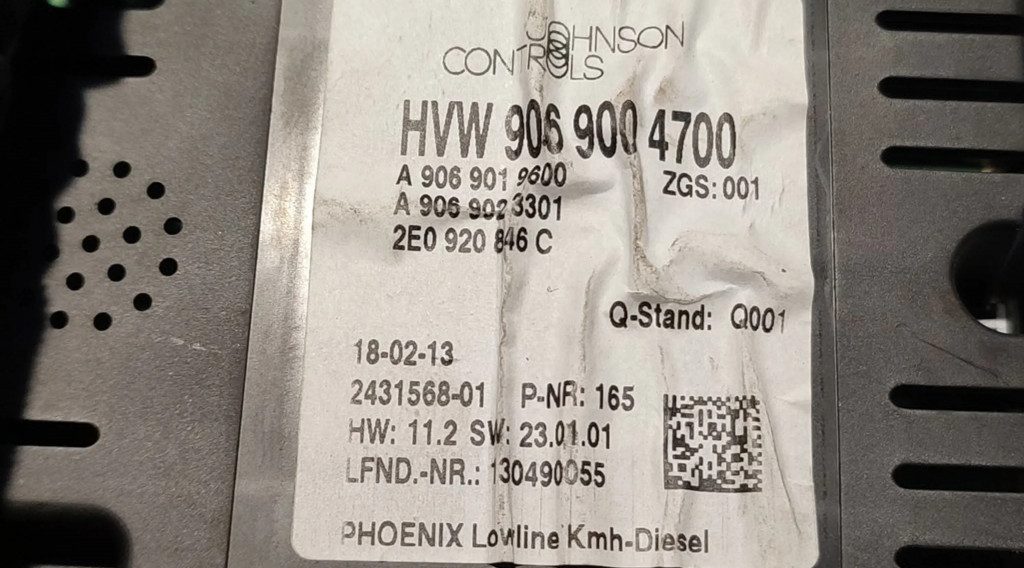 JOHNSON
CONTROLS
HVW 906 900 4700
A 906 901 9600 ZGS: 001
A 906 902 3301
2E0 920 846 C
Q-Stand: Q001
18-02-13
2431568-01 P-NR: 165
HW: 11.2 SW: 23.01.01
LFND.-NR.: 130490055
PHOENIX Lowline Kmh-Diesel